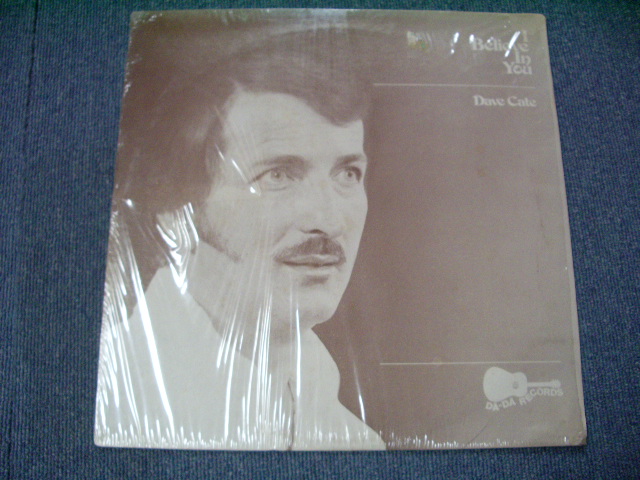 I
Believe
In
You
Dave Cate
DA-DA RECORDS